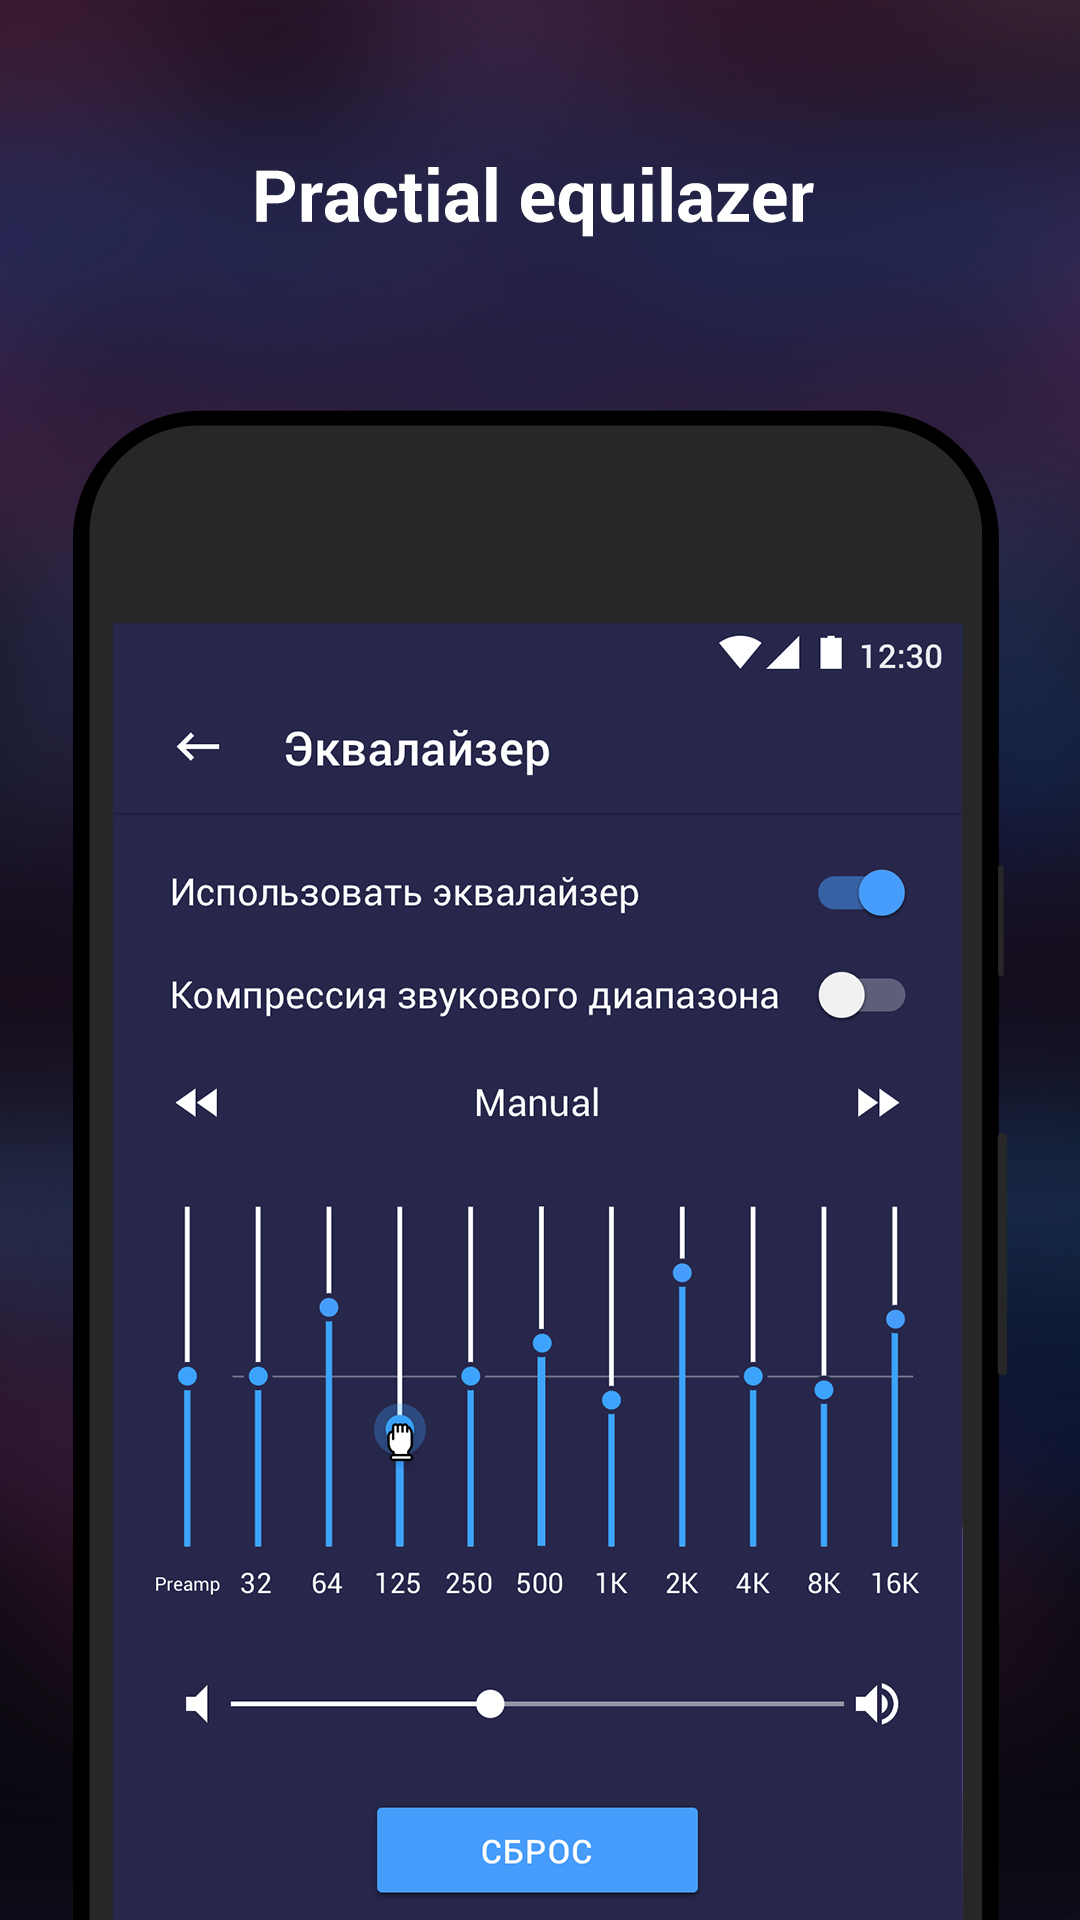 Practial equilazer
12:30
Эквалайзер
Использовать эквалайзер
Компрессия звукового диапазона
Manual
Preamp 32 64 125 250 500 1K 2K 4K 8K 16K
СБРОС